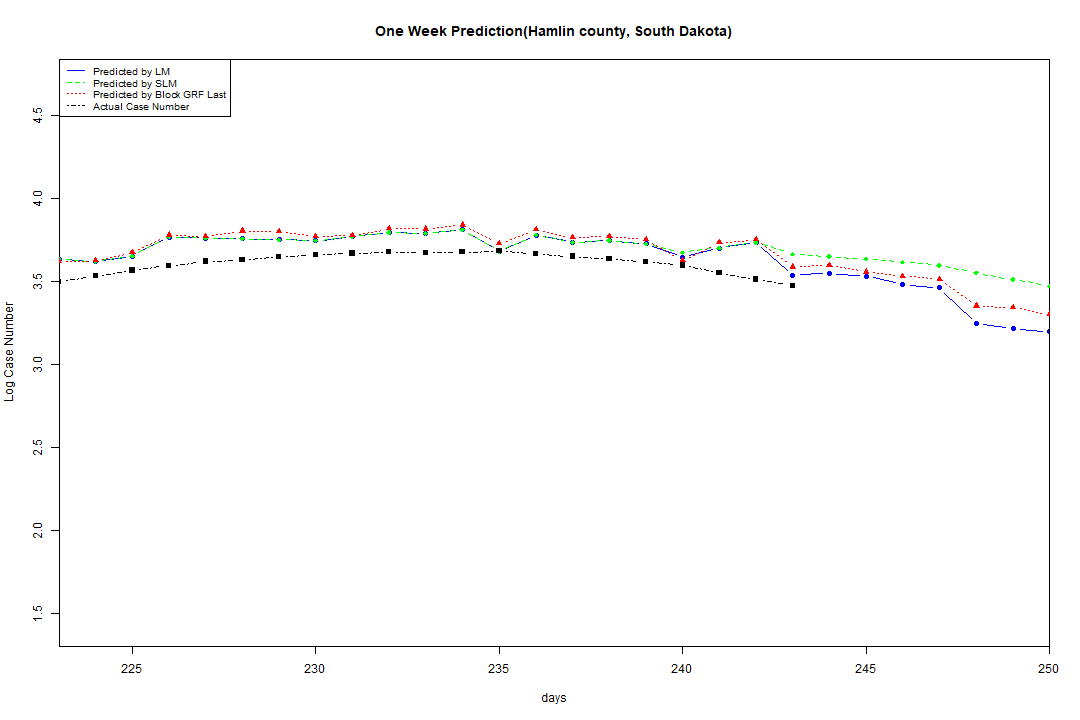 One Week Prediction(Hamlin county, South Dakota)
Predicted by LM
Predicted by SLM
Predicted by Block GRF Last
Actual Case Number
4.5
4.0
3.5
3.0
2.5
2.0
1.5
Log Case Number
225 230 235 240 245 250
days